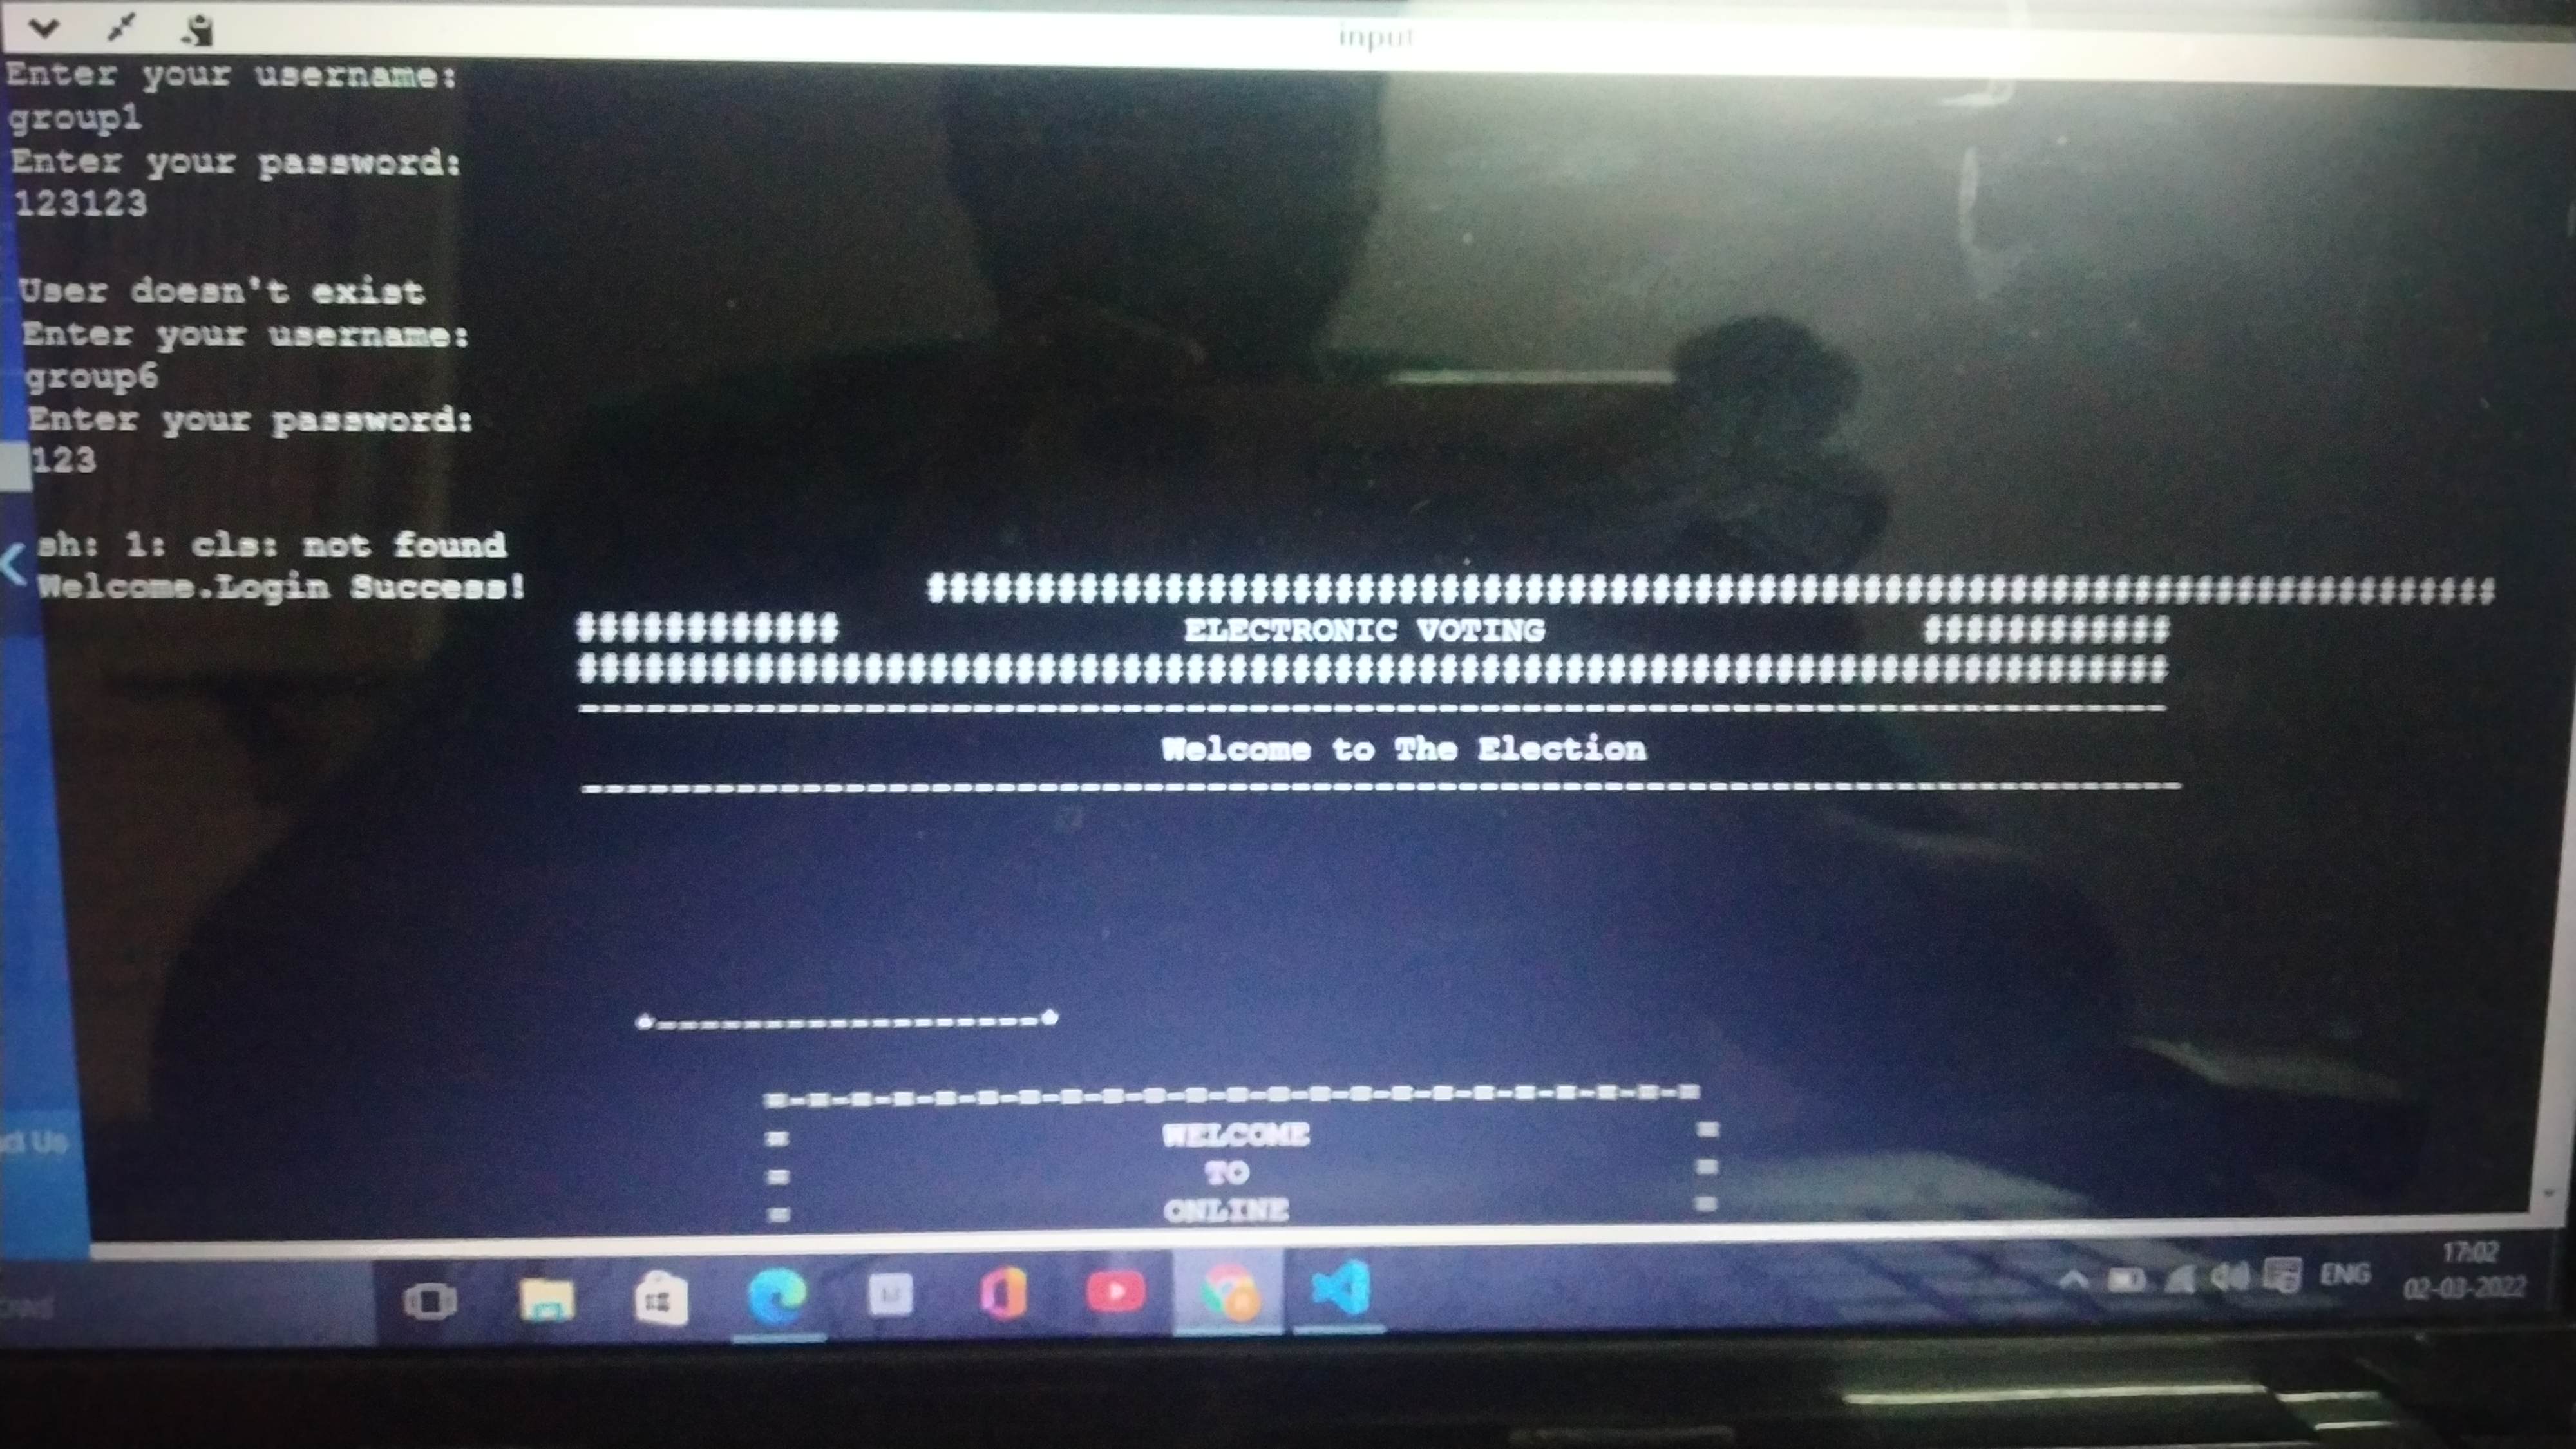 input
Enter your username:
group1
Enter your password:
123123
User doesn't exist
Enter your username:
group6
Enter your password:
123
sh: 1: cls: not found
Welcome.Login Success!
ELECTRONIC VOTING
Welcome to The Election
WELCOME
TO
ONLINE
Us
ENG
17:02
02-03-2022